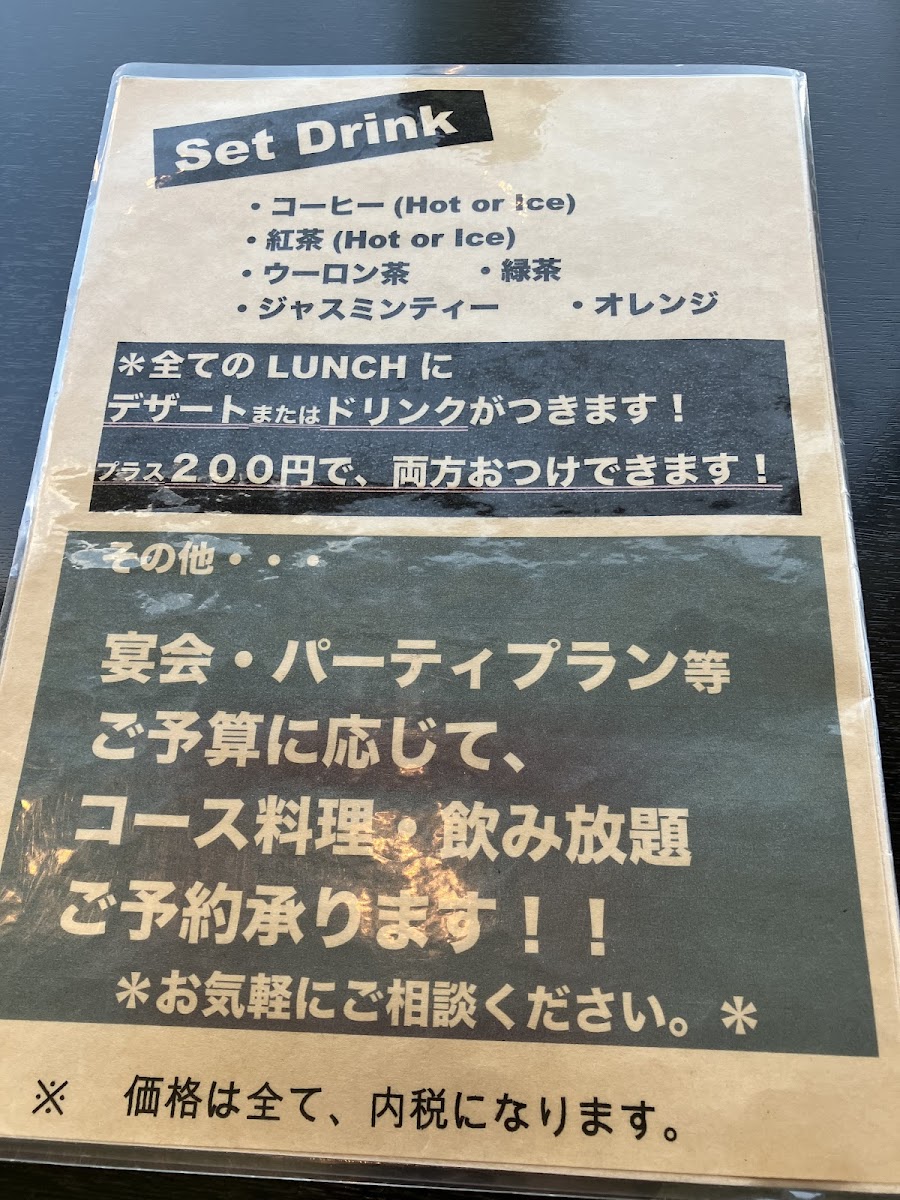 Set Drink
・コーヒー (Hot or Ice)
・紅茶 (Hot or Ice)
・ウーロン茶 ・緑茶
・ジャスミンティー ・オレンジ
＊全ての LUNCH に
デザートまたはドリンクがつきます！
プラス２００円で、両方おつけできます！
その他・・・
宴会・パーティプラン等
ご予算に応じて、
コース料理・飲み放題
ご予約承ります！！
＊お気軽にご相談ください。＊
※ 価格は全て、内税になります。